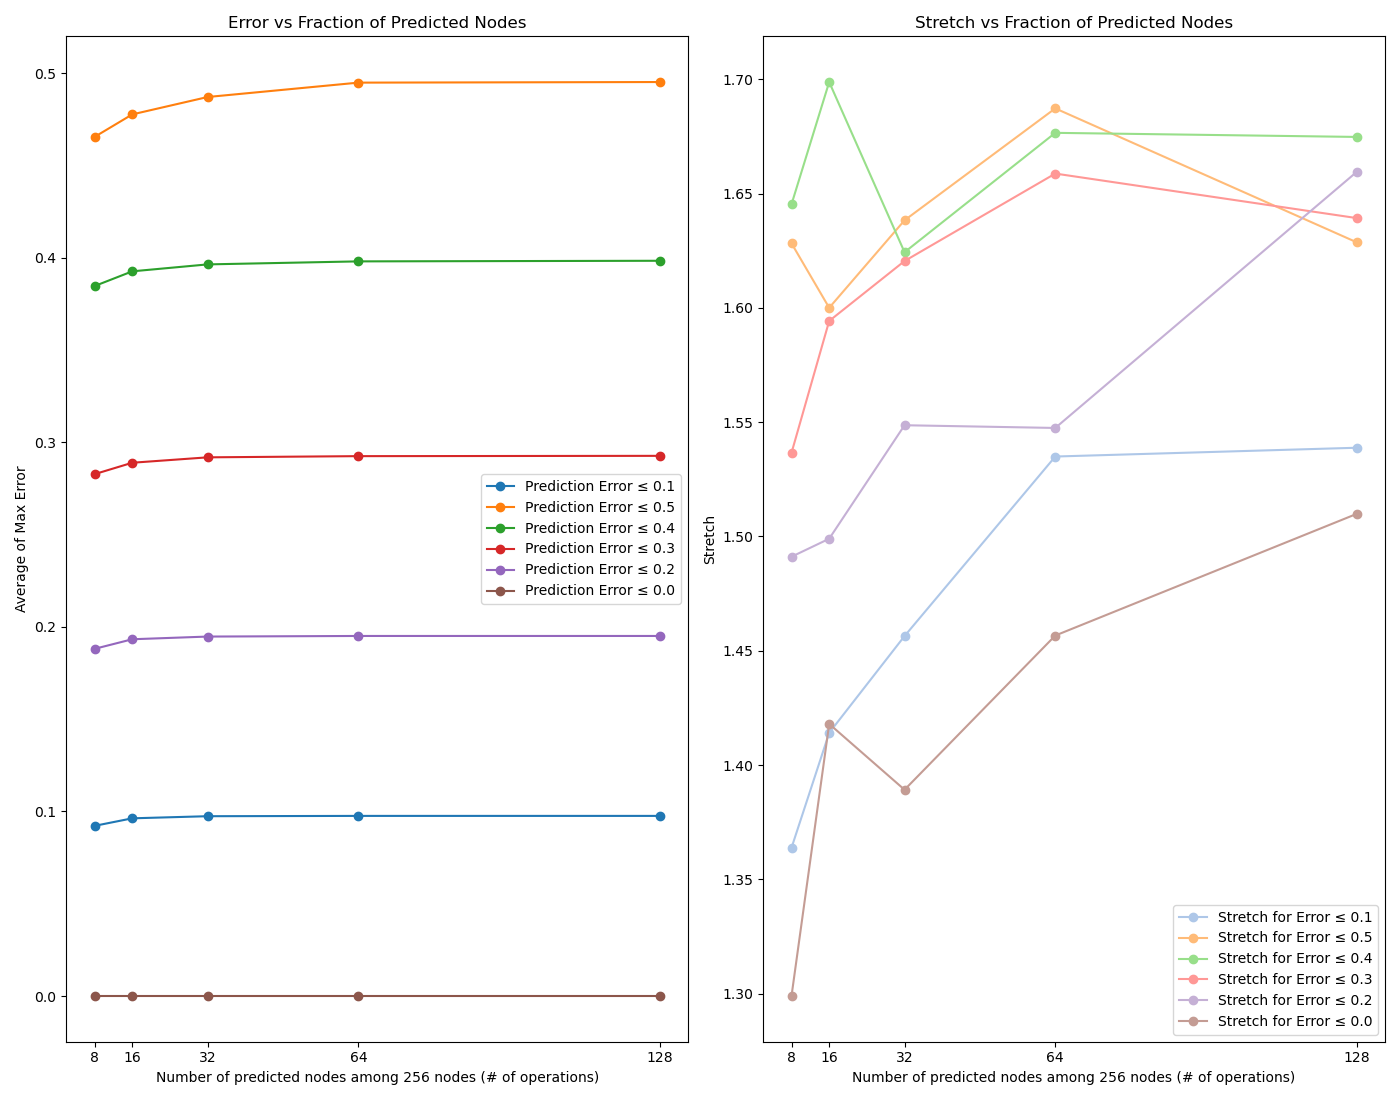 Error vs Fraction of Predicted Nodes
0.5
0.4
0.3
0.2
0.1
0.0
Average of Max Error
Prediction Error ≤ 0.1
Prediction Error ≤ 0.5
Prediction Error ≤ 0.4
Prediction Error ≤ 0.3
Prediction Error ≤ 0.2
Prediction Error ≤ 0.0
8 16 32 64 128
Number of predicted nodes among 256 nodes (# of operations)
Stretch vs Fraction of Predicted Nodes
1.70
1.65
1.60
1.55
1.50
1.45
1.40
1.35
1.30
Stretch
Stretch for Error ≤ 0.1
Stretch for Error ≤ 0.5
Stretch for Error ≤ 0.4
Stretch for Error ≤ 0.3
Stretch for Error ≤ 0.2
Stretch for Error ≤ 0.0
8 16 32 64 128
Number of predicted nodes among 256 nodes (# of operations)